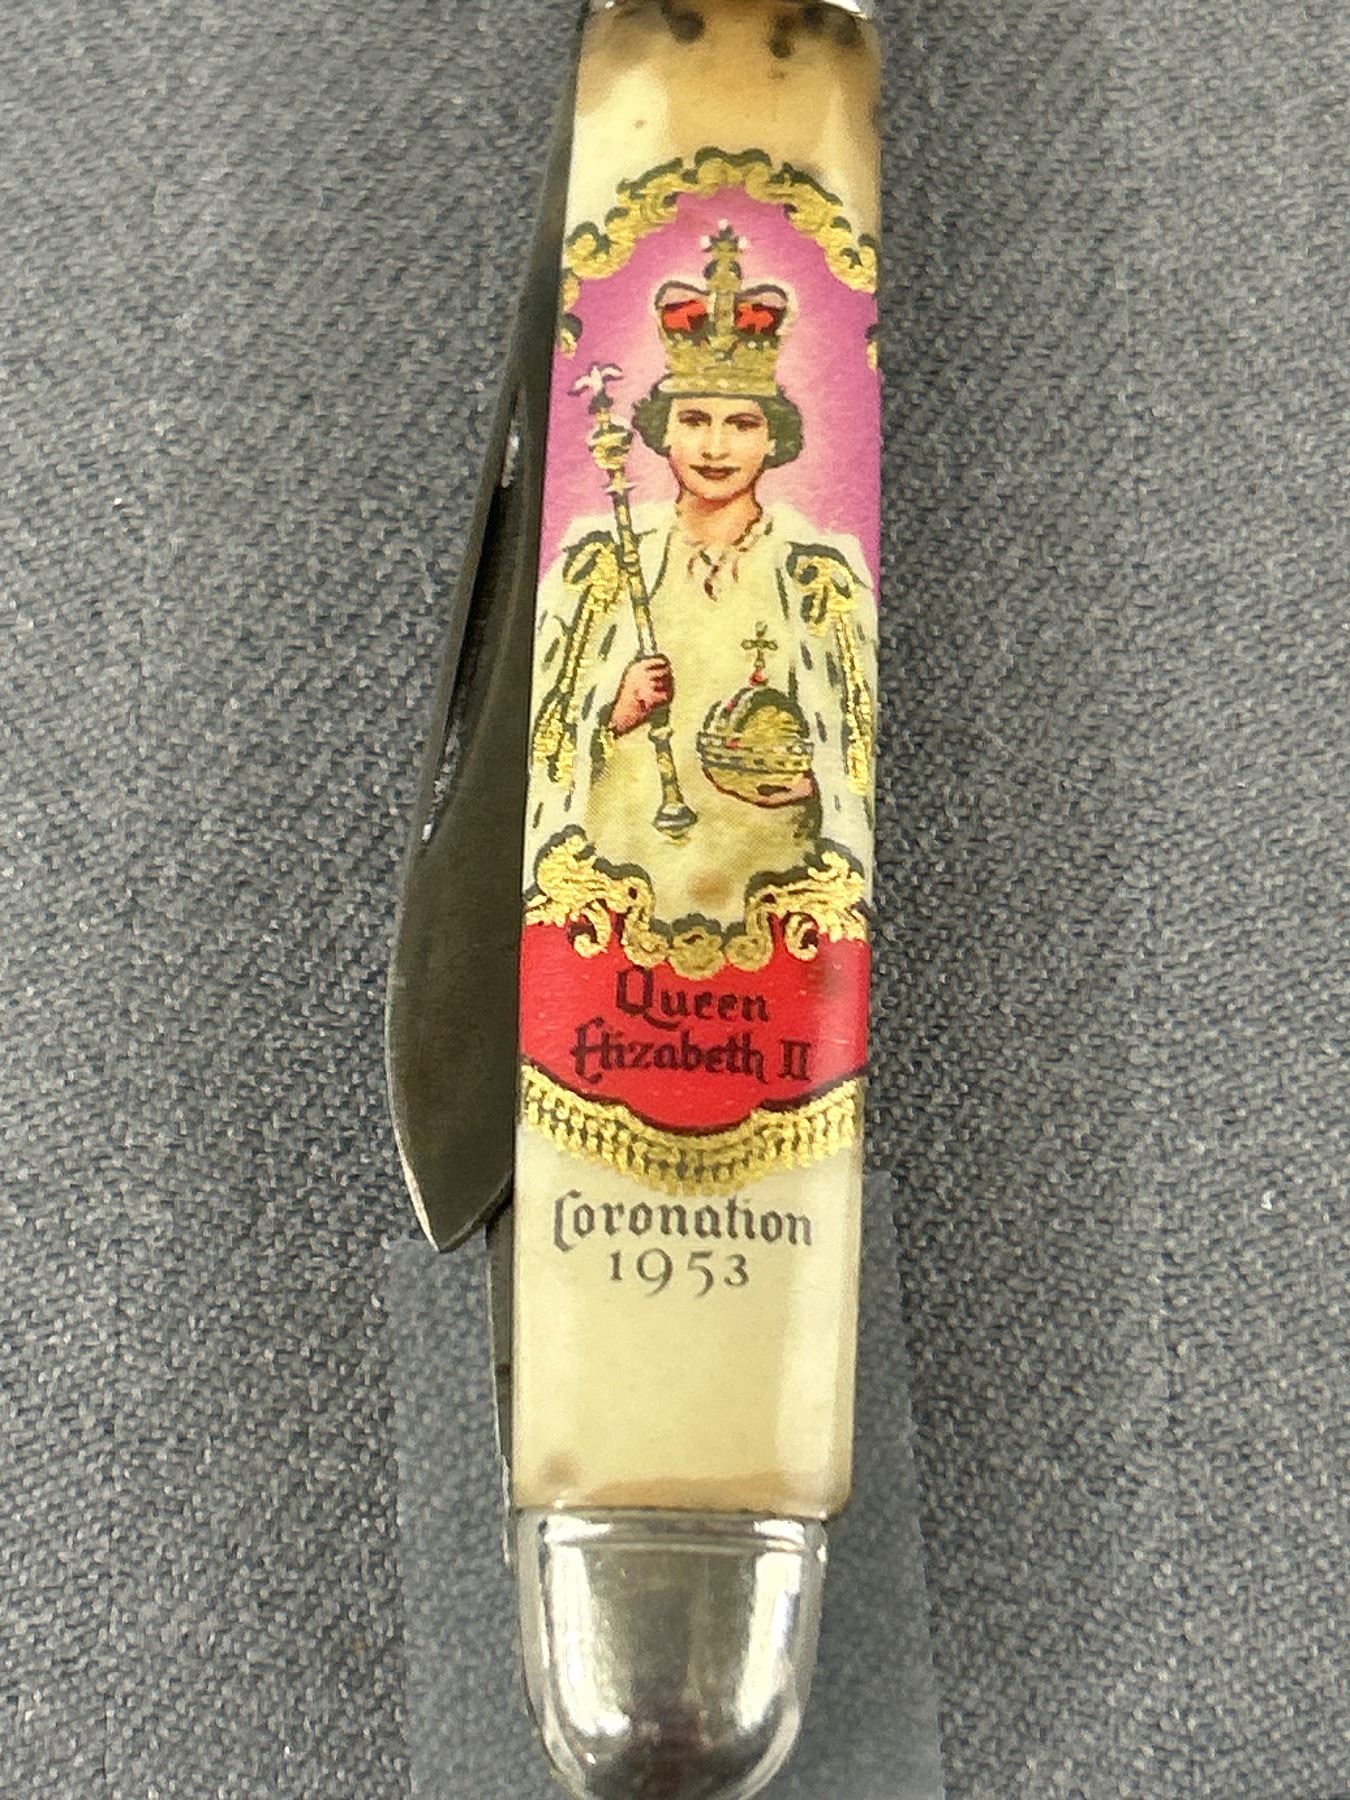 Queen
Elizabeth II
Coronation
1953